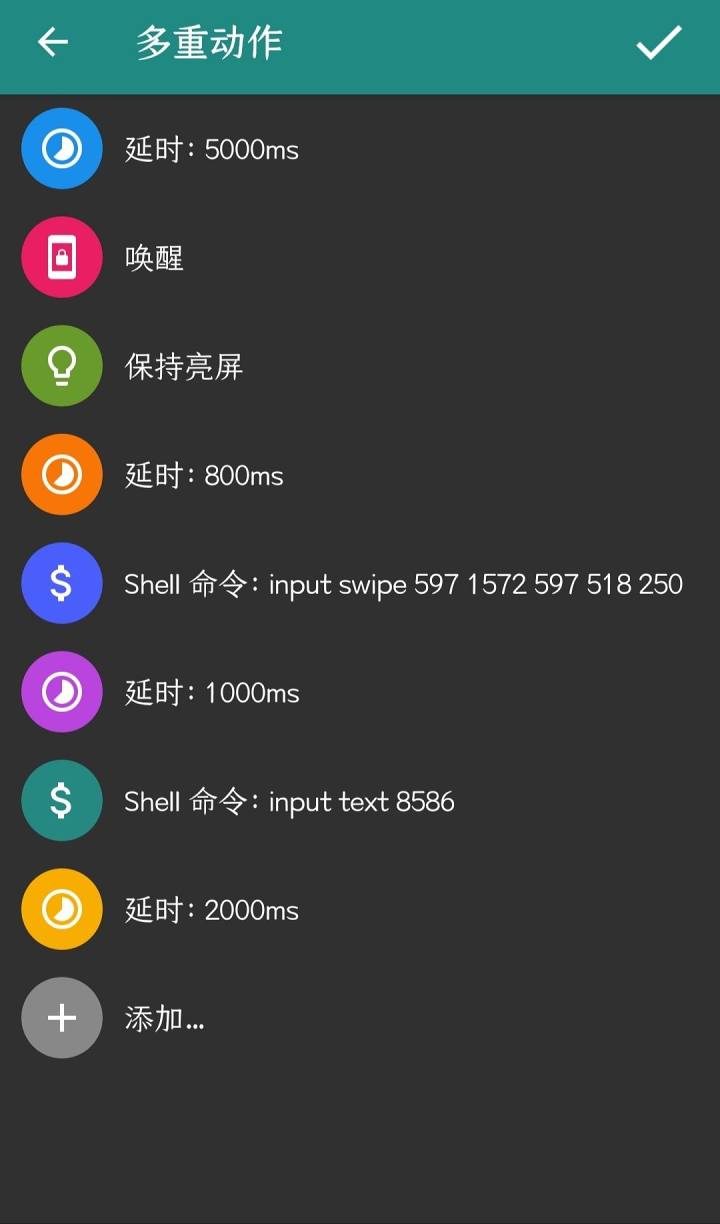 多重动作
延时: 5000ms
唤醒
保持亮屏
延时: 800ms
Shell 命令: input swipe 597 1572 597 518 250
延时: 1000ms
Shell 命令: input text 8586
延时: 2000ms
添加...